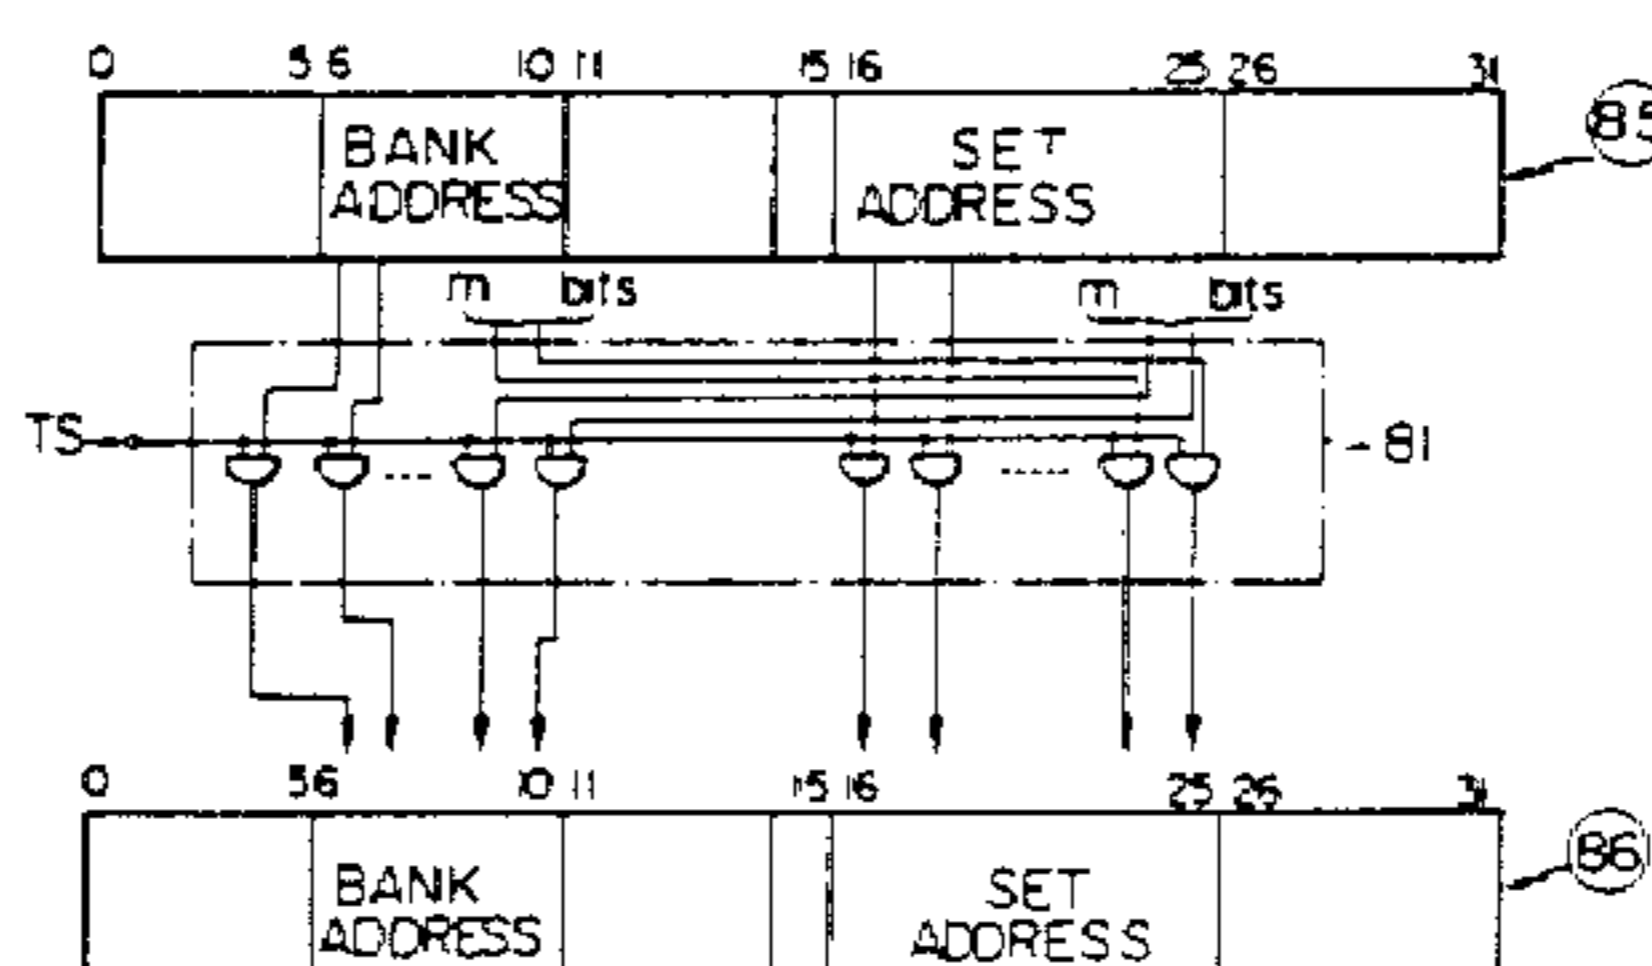 0 5 6 10 11 15 16 25 26 31
BANK ADDRESS
SET ADDRESS
85
m bits m bits
TS
81
0 5 6 10 11 15 16 25 26 31
BANK ADDRESS
SET ADDRESS
86